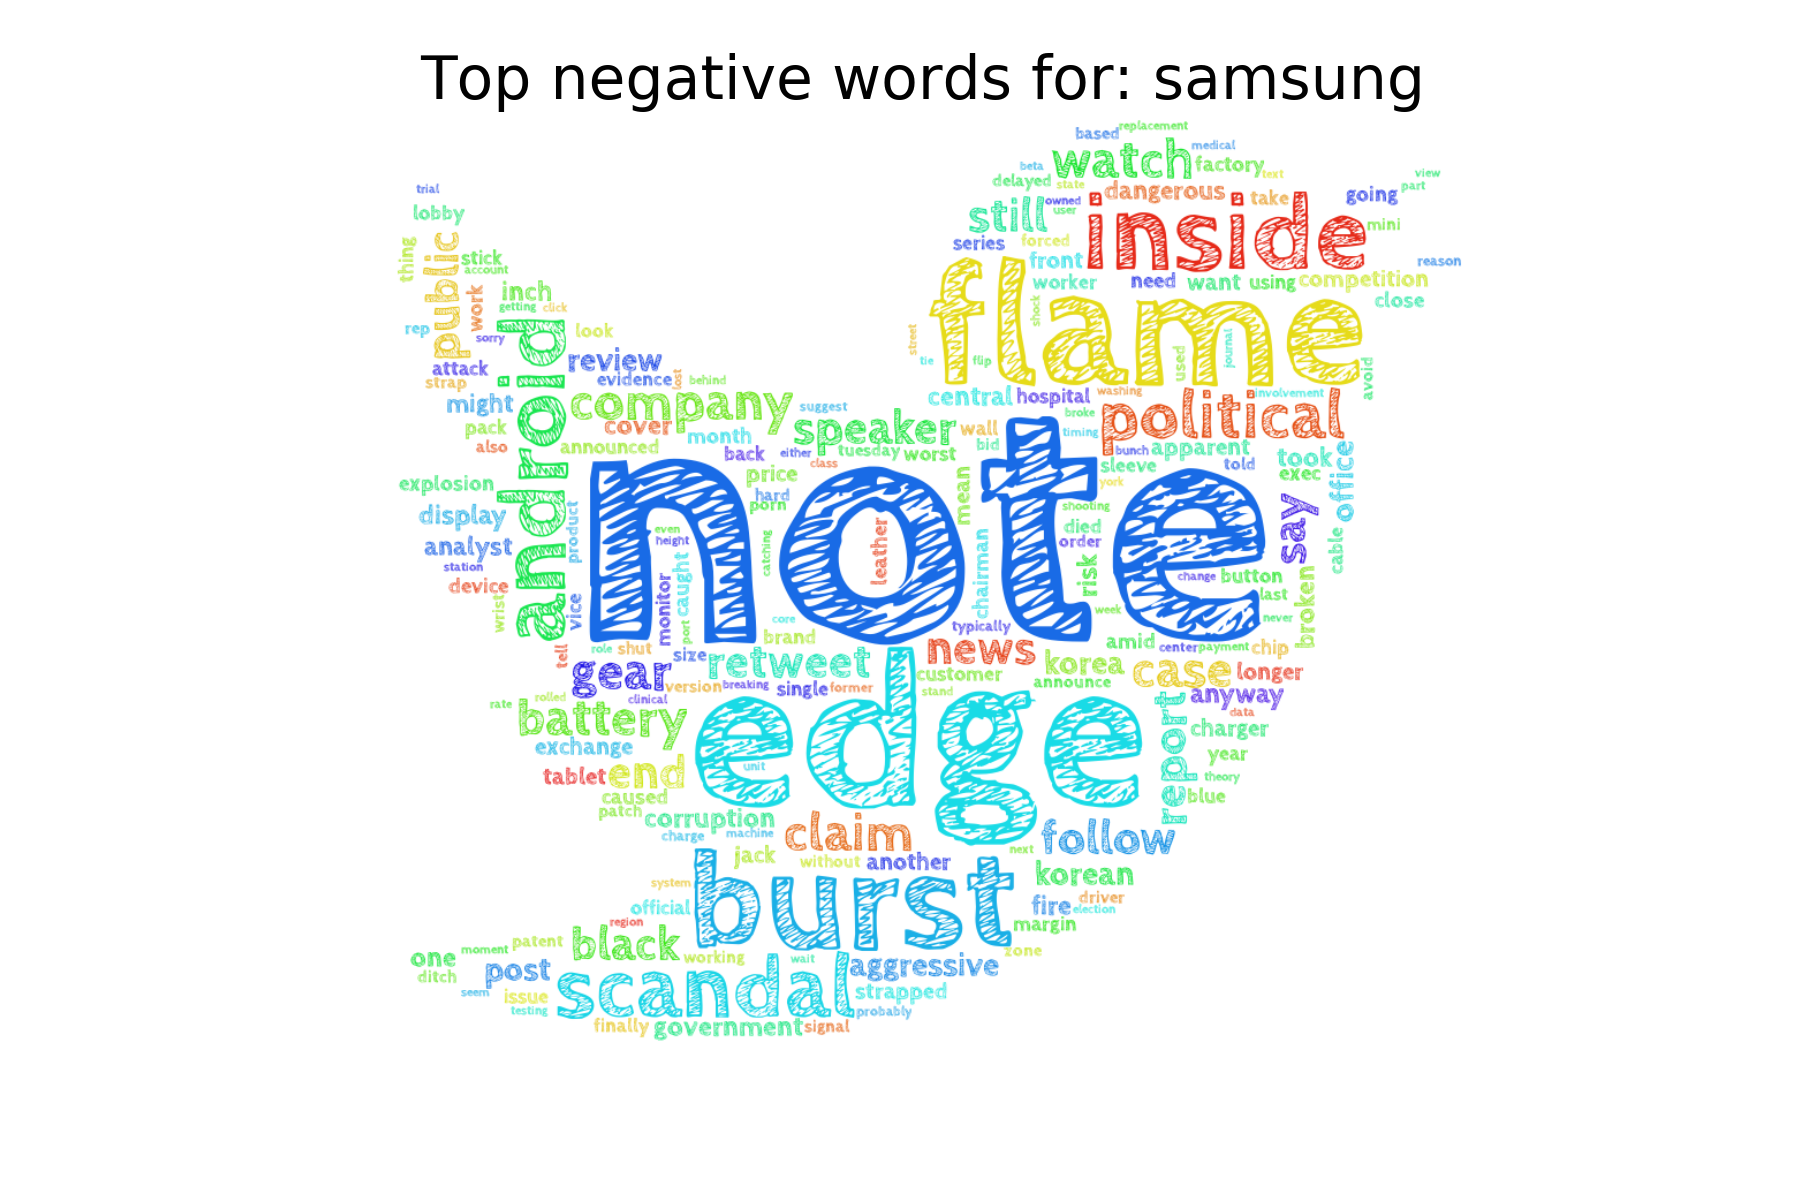 Top negative words for: samsung
based replacement
watch medical
beta factory text
trial delayed state dangerous take going view part
lobby still owned user inside mini
public series forced
thing stick front flame reason
account worker need want using competition
work inch shock close
getting click
rep android look street journal
sorry review tie flip used avoid
attack evidence lost behind
strap company central hospital washing involvement
might cover suggest broke political
pack speaker wall timing
also announced month tuesday worst bid bunch apparent took
back either class sleeve told office
explosion price note mean york exec
hard porn shooting say
display product even leather died
analyst height catching chairman order cable
station caught risk change button
device monitor last broken
wrist vice port core typically week never
tell role shut brand news amid center payment chip
gear size retweet korea case longer
version breaking single former customer announce anyway
rate rolled clinical stand data
battery edge report charger
exchange year
tablet end unit theory
caused blue
patch corruption claim follow
charge machine
jack without another next
system burst korean
official driver
region fire election
black margin
one moment patent working wait zone
ditch post scandal aggressive
seem issue strapped
testing probably
finally government signal